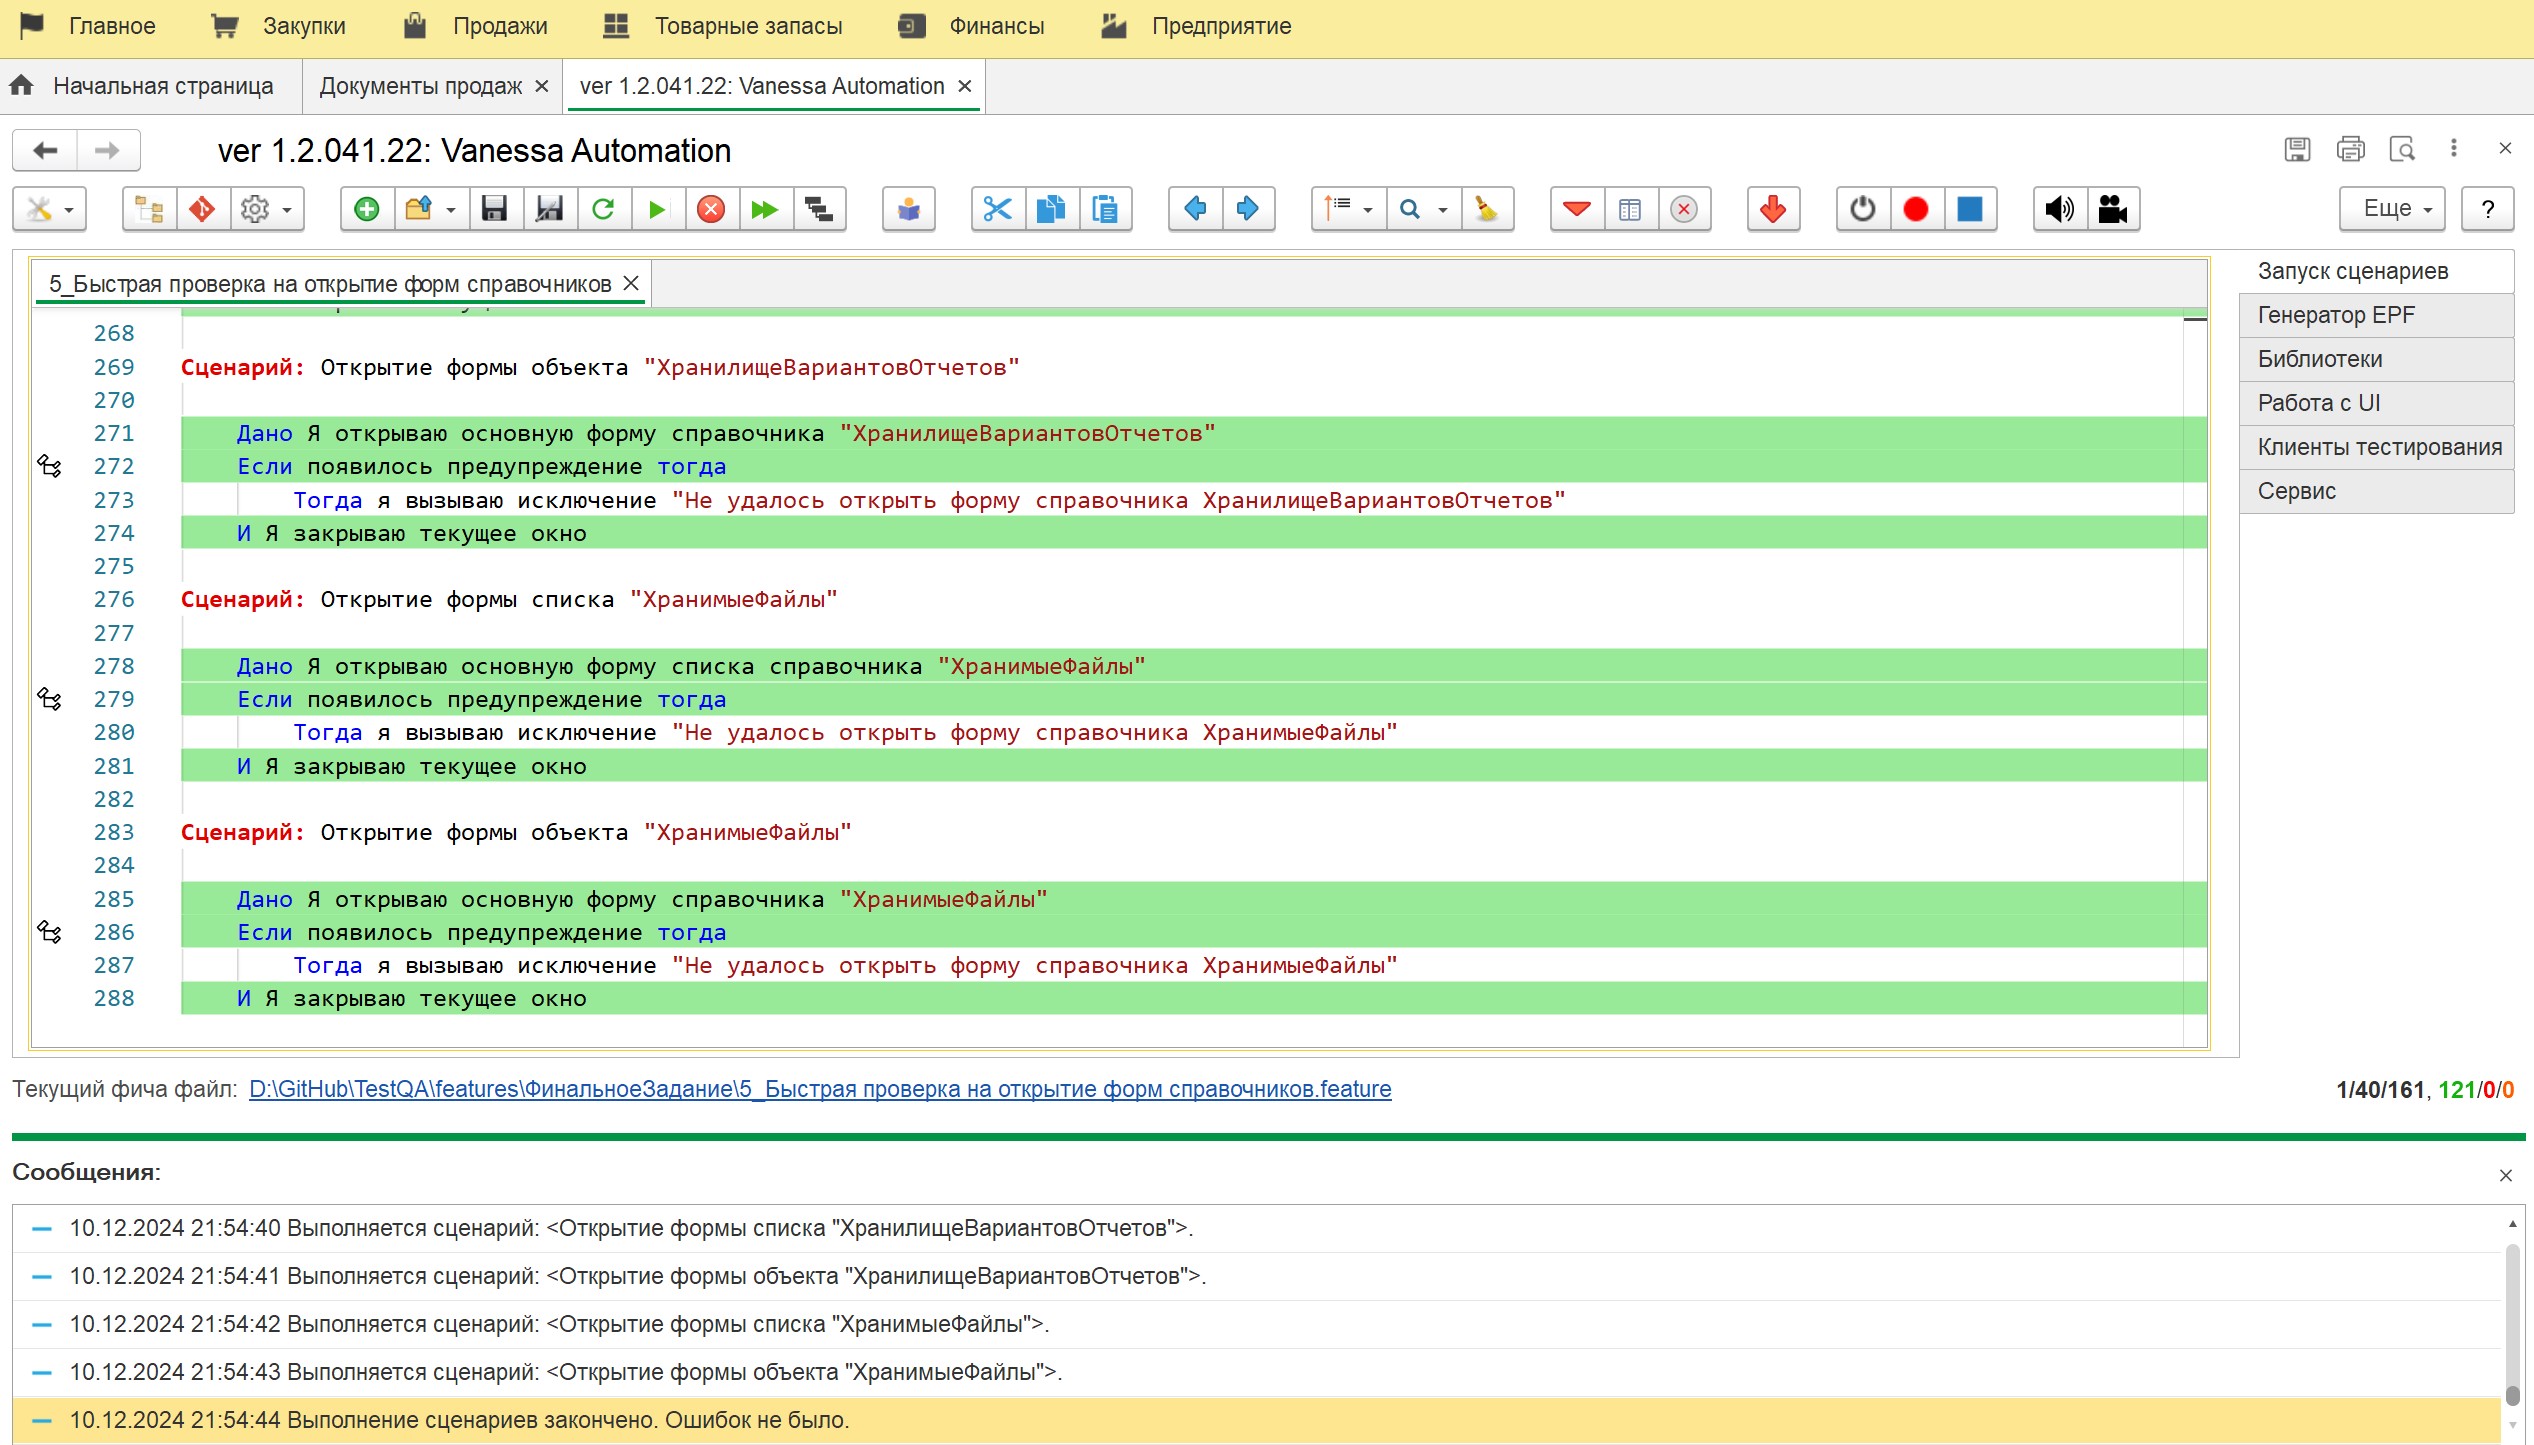 Главное Закупки Продажи Товарные запасы Финансы Предприятие
Начальная страница Документы продаж ver 1.2.041.22: Vanessa Automation
ver 1.2.041.22: Vanessa Automation
Еще ?
5_Быстрая проверка на открытие форм справочников
268
269 Сценарий: Открытие формы объекта "ХранилищеВариантовОтчетов"
270
271 Дано Я открываю основную форму справочника "ХранилищеВариантовОтчетов"
272 Если появилось предупреждение тогда
273 Тогда я вызываю исключение "Не удалось открыть форму справочника ХранилищеВариантовОтчетов"
274 И Я закрываю текущее окно
275
276 Сценарий: Открытие формы списка "ХранимыеФайлы"
277
278 Дано Я открываю основную форму списка справочника "ХранимыеФайлы"
279 Если появилось предупреждение тогда
280 Тогда я вызываю исключение "Не удалось открыть форму справочника ХранимыеФайлы"
281 И Я закрываю текущее окно
282
283 Сценарий: Открытие формы объекта "ХранимыеФайлы"
284
285 Дано Я открываю основную форму справочника "ХранимыеФайлы"
286 Если появилось предупреждение тогда
287 Тогда я вызываю исключение "Не удалось открыть форму справочника ХранимыеФайлы"
288 И Я закрываю текущее окно
Запуск сценариев
Генератор EPF
Библиотеки
Работа с UI
Клиенты тестирования
Сервис
Текущий фича файл: D:\GitHub\TestQA\features\ФинальноеЗадание\5_Быстрая проверка на открытие форм справочников.feature
1/40/161, 121/0/0
Сообщения:
10.12.2024 21:54:40 Выполняется сценарий: <Открытие формы списка "ХранилищеВариантовОтчетов">.
10.12.2024 21:54:41 Выполняется сценарий: <Открытие формы объекта "ХранилищеВариантовОтчетов">.
10.12.2024 21:54:42 Выполняется сценарий: <Открытие формы списка "ХранимыеФайлы">.
10.12.2024 21:54:43 Выполняется сценарий: <Открытие формы объекта "ХранимыеФайлы">.
10.12.2024 21:54:44 Выполнение сценариев закончено. Ошибок не было.